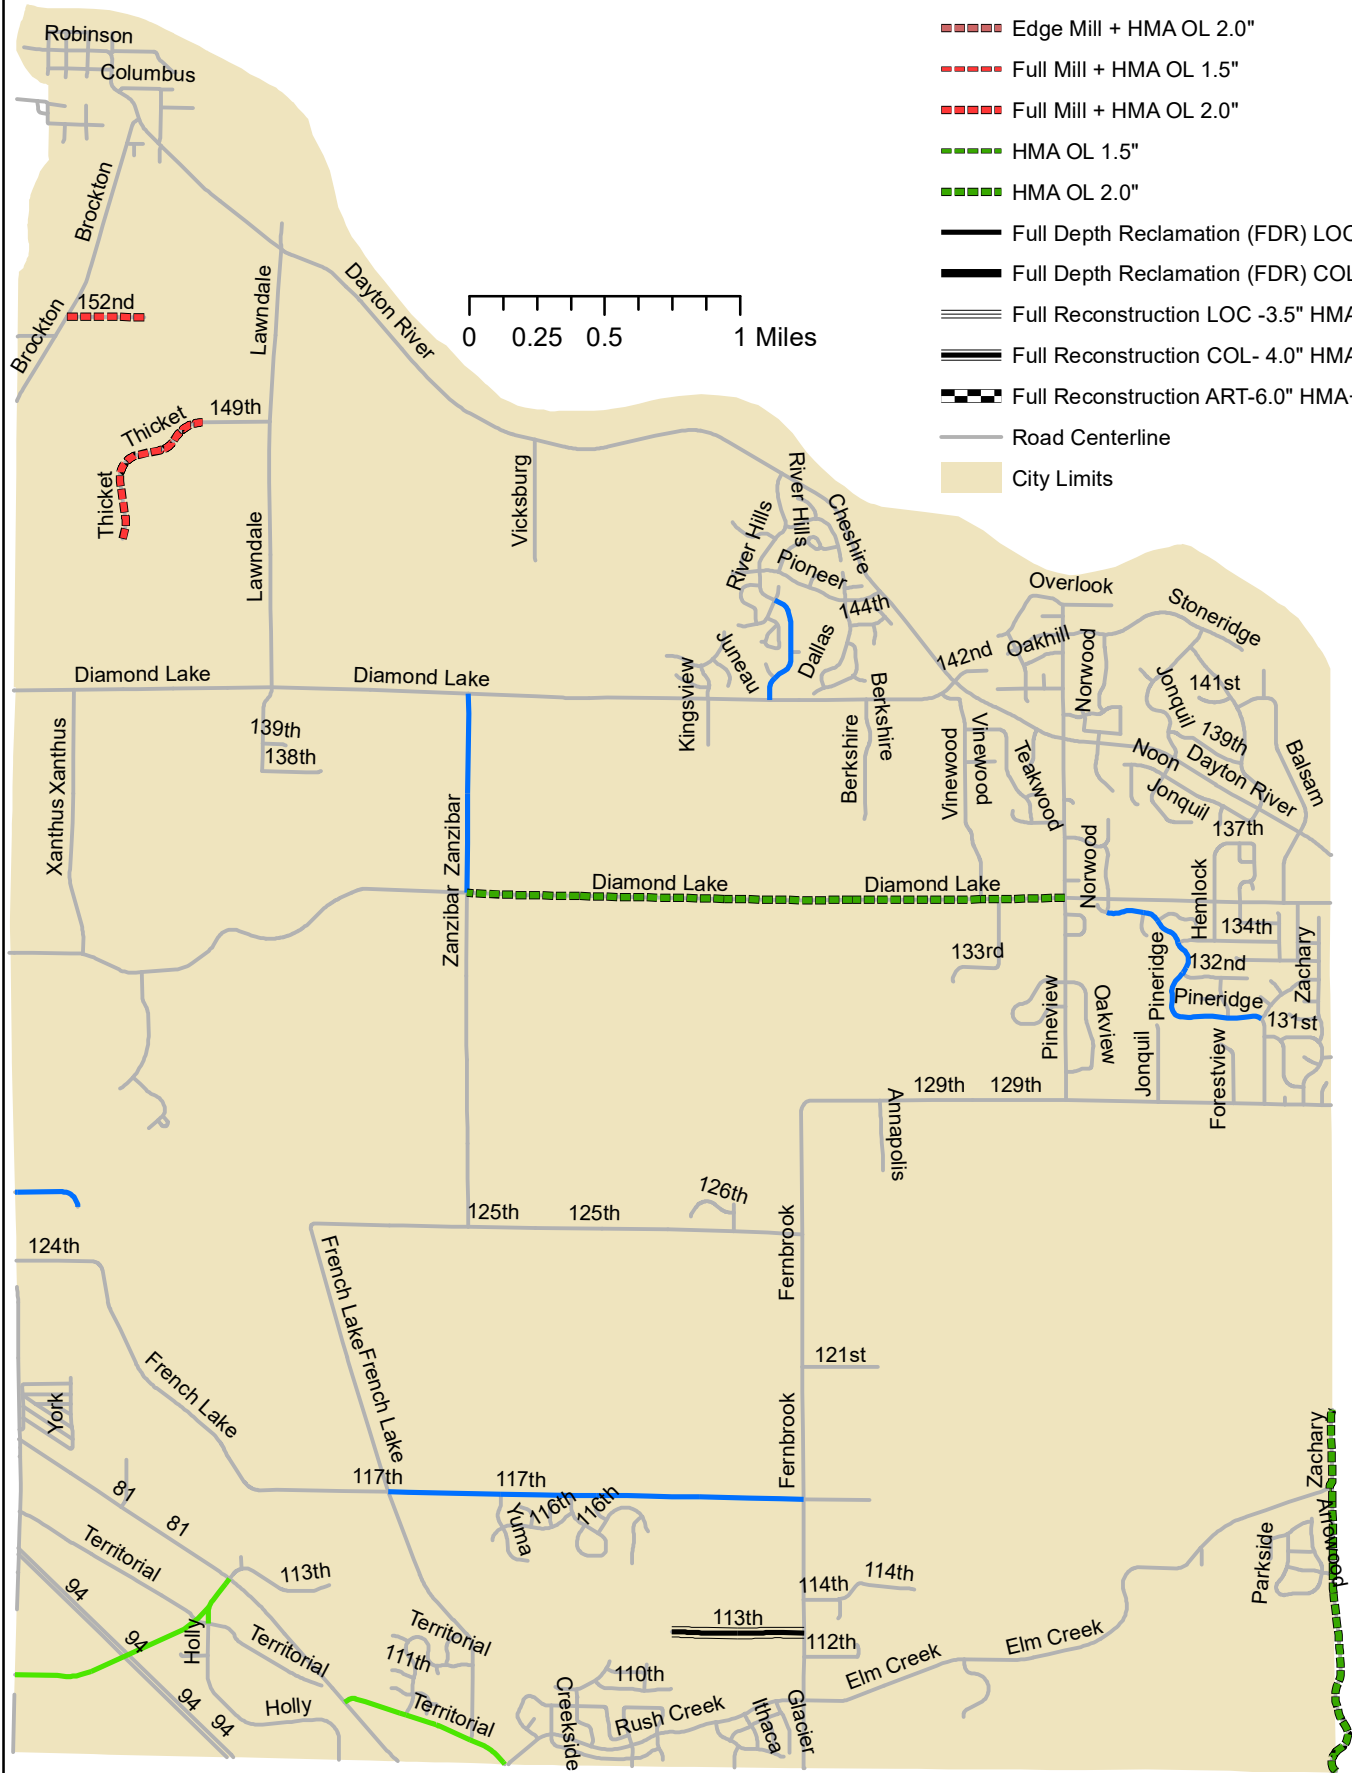 Robinson
Columbus
Brockton
Brockton
152nd
Lawndale
Dayton River
149th
Thicket
Thicket
Lawndale
0 0.25 0.5 1 Miles
Edge Mill + HMA OL 2.0"
Full Mill + HMA OL 1.5"
Full Mill + HMA OL 2.0"
HMA OL 1.5"
HMA OL 2.0"
Full Depth Reclamation (FDR) LOC
Full Depth Reclamation (FDR) COL
Full Reconstruction LOC -3.5" HMA
Full Reconstruction COL- 4.0" HMA
Full Reconstruction ART-6.0" HMA-
Road Centerline
City Limits
Vicksburg
River Hills
River Hills
Cheshire
Pioneer
144th
Dallas
Juneau
Kingsview
Overlook
Stoneridge
Oakhill
142nd
Norwood
Jonquil
141st
139th
Diamond Lake
Diamond Lake
Berkshire
Berkshire
Vinewood
Vinewood
Teakwood
Noon
Dayton River
Balsam
Jonquil
137th
Xanthus
Xanthus
139th
138th
Zanzibar
Zanzibar
Diamond Lake
Diamond Lake
Norwood
Hemlock
134th
133rd
132nd
Pineridge
Pineridge
Zachary
131st
Pineview
Oakview
Jonquil
Forestview
129th
129th
Annapolis
126th
125th
125th
Fernbrook
124th
French Lake
French Lake
121st
French Lake
York
Fernbrook
117th
117th
116th
116th
Yuma
Zachary
Arrowood
Parkside
81
81
Territorial
113th
94
94
94
94
Holly
Territorial
Holly
Territorial
111th
Territorial
114th
114th
113th
112th
110th
Elm Creek
Elm Creek
Rush Creek
Creekside
Ithaca
Glacier